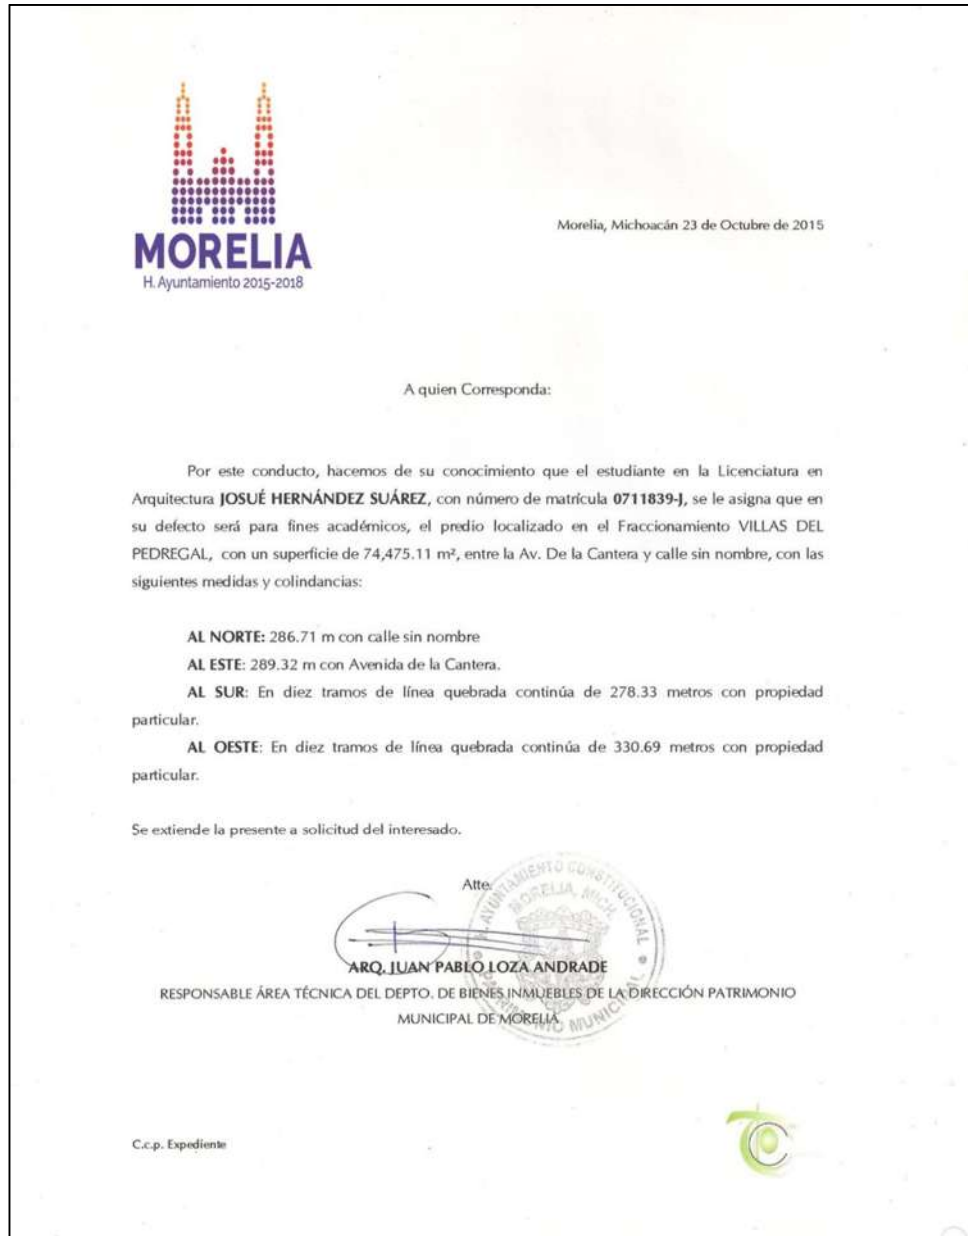 MORELIA
H. Ayuntamiento 2015-2018
Morelia, Michoacán 23 de Octubre de 2015
A quien Corresponda:
Por este conducto, hacemos de su conocimiento que el estudiante en la Licenciatura en
Arquitectura JOSUÉ HERNÁNDEZ SUÁREZ, con número de matrícula 0711839-J, se le asigna que en
su defecto será para fines académicos, el predio localizado en el Fraccionamiento VILLAS DEL
PEDREGAL, con un superficie de 74,475.11 m², entre la Av. De la Cantera y calle sin nombre, con las
siguientes medidas y colindancias:
AL NORTE: 286.71 m con calle sin nombre
AL ESTE: 289.32 m con Avenida de la Cantera.
AL SUR: En diez tramos de línea quebrada continúa de 278.33 metros con propiedad
particular.
AL OESTE: En diez tramos de línea quebrada continúa de 330.69 metros con propiedad
particular.
Se extiende la presente a solicitud del interesado.
Atte.
H. AYUNTAMIENTO CONSTITUCIONAL
MORELIA, MICH.
PATRIMONIO MUNICIPAL
ARQ. JUAN PABLO LOZA ANDRADE
RESPONSABLE ÁREA TÉCNICA DEL DEPTO. DE BIENES INMUEBLES DE LA DIRECCIÓN PATRIMONIO
MUNICIPAL DE MORELIA
C.c.p. Expediente